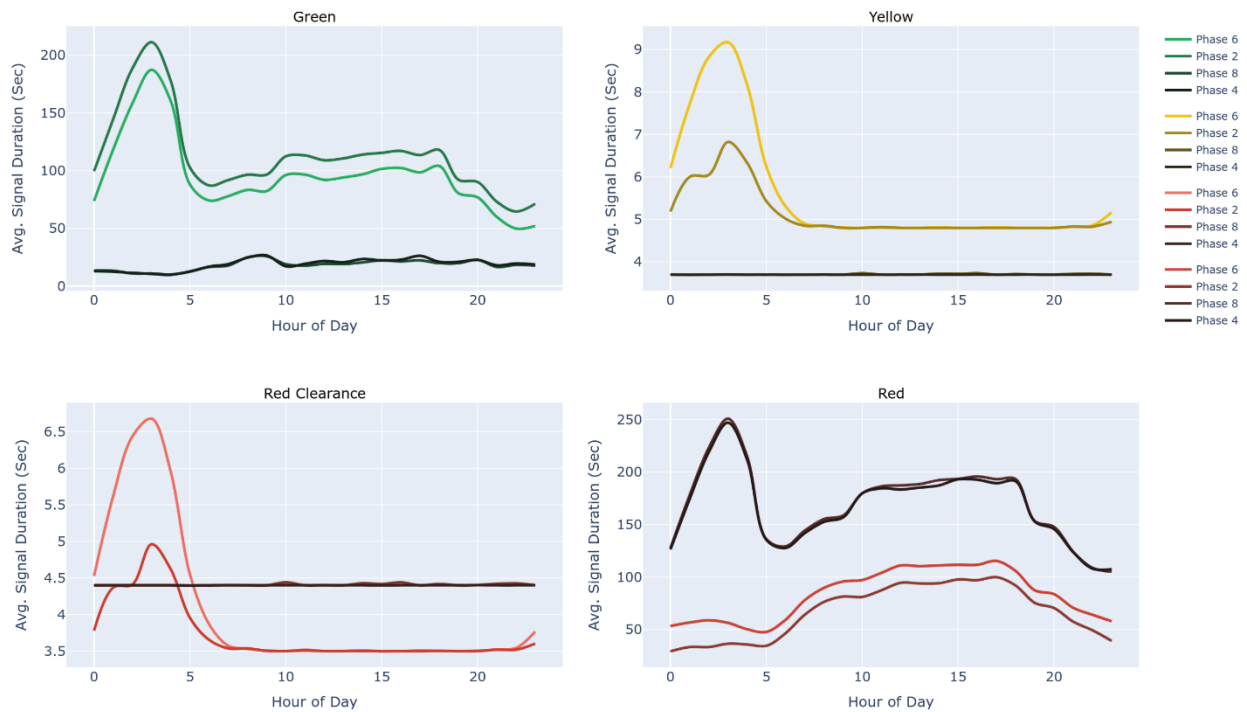 Green
Avg. Signal Duration (Sec)
200
150
100
50
0
0 5 10 15 20
Hour of Day
Yellow
Avg. Signal Duration (Sec)
9
8
7
6
5
4
0 5 10 15 20
Hour of Day
Phase 6
Phase 2
Phase 8
Phase 4
Phase 6
Phase 2
Phase 8
Phase 4
Phase 6
Phase 2
Phase 8
Phase 4
Phase 6
Phase 2
Phase 8
Phase 4
Red Clearance
Avg. Signal Duration (Sec)
6.5
6
5.5
5
4.5
4
3.5
0 5 10 15 20
Hour of Day
Red
Avg. Signal Duration (Sec)
250
200
150
100
50
0 5 10 15 20
Hour of Day